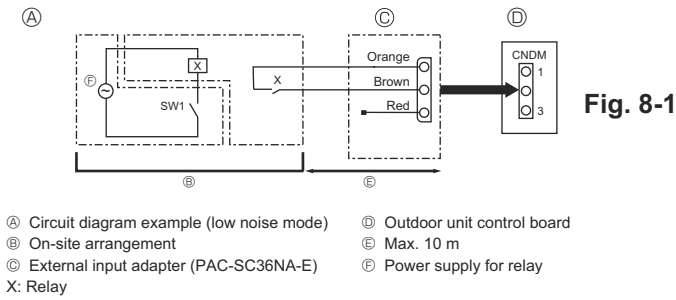 Ⓐ Ⓒ Ⓓ
Orange
CNDM
X
X
Brown
1
Ⓕ
SW1
Red
3
Fig. 8-1
Ⓑ
Ⓔ
Ⓐ Circuit diagram example (low noise mode)
Ⓑ On-site arrangement
Ⓒ External input adapter (PAC-SC36NA-E)
X: Relay
Ⓓ Outdoor unit control board
Ⓔ Max. 10 m
Ⓕ Power supply for relay